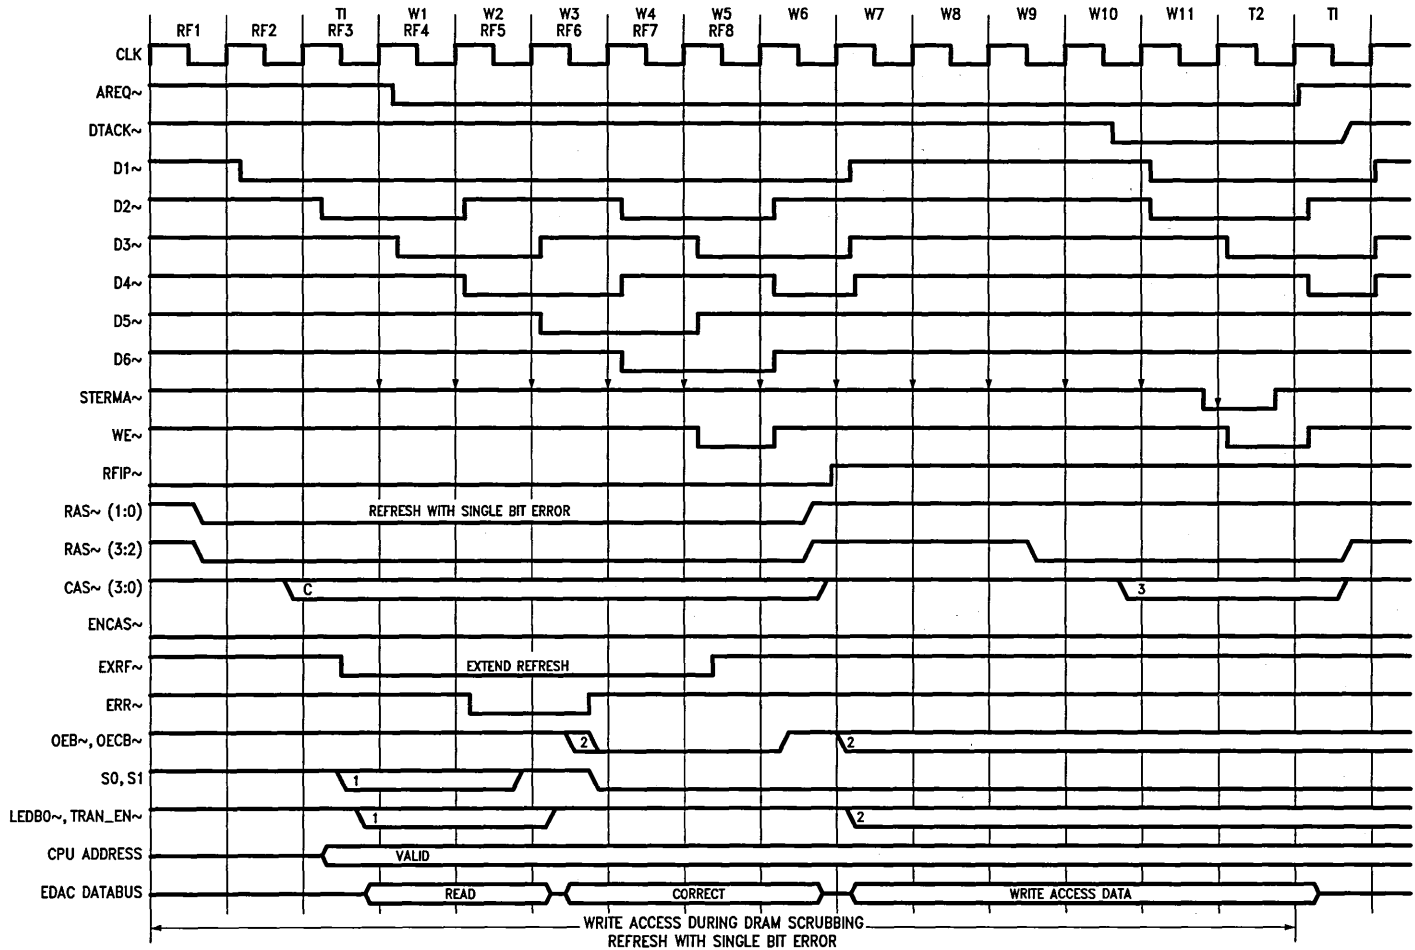 TI W1 W2 W3 W4 W5 W6 W7 W8 W9 W10 W11 T2 TI
RF1 RF2 RF3 RF4 RF5 RF6 RF7 RF8
CLK
AREQ~
DTACK~
D1~
D2~
D3~
D4~
D5~
D6~
STERMA~
WE~
RFIP~
RAS~ (1:0) REFRESH WITH SINGLE BIT ERROR
RAS~ (3:2)
CAS~ (3:0) C 3
ENCAS~
EXRF~ EXTEND REFRESH
ERR~
OEB~, OECB~ 2 2
S0, S1 1
LEDBO~, TRAN_EN~ 1 2
CPU ADDRESS VALID
EDAC DATABUS READ CORRECT WRITE ACCESS DATA
WRITE ACCESS DURING DRAM SCRUBBING
REFRESH WITH SINGLE BIT ERROR